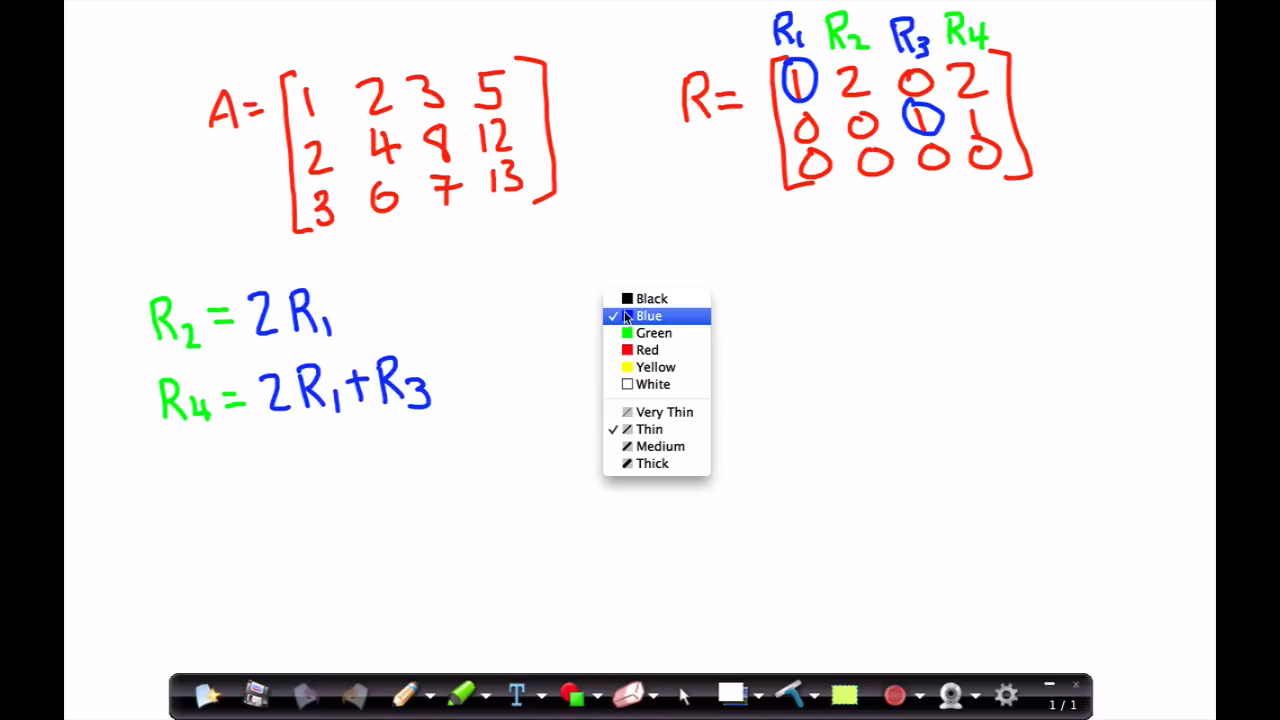 R₁ R₂ R₃ R₄
A= [1 2 3 5
2 4 8 12
3 6 7 13]
R= [1 2 0 2
0 0 1 1
0 0 0 0]
R₂ = 2R₁
R₄ = 2R₁+R₃
Black
✓ Blue
Green
Red
Yellow
White
Very Thin
✓ Thin
Medium
Thick
T
1 / 1